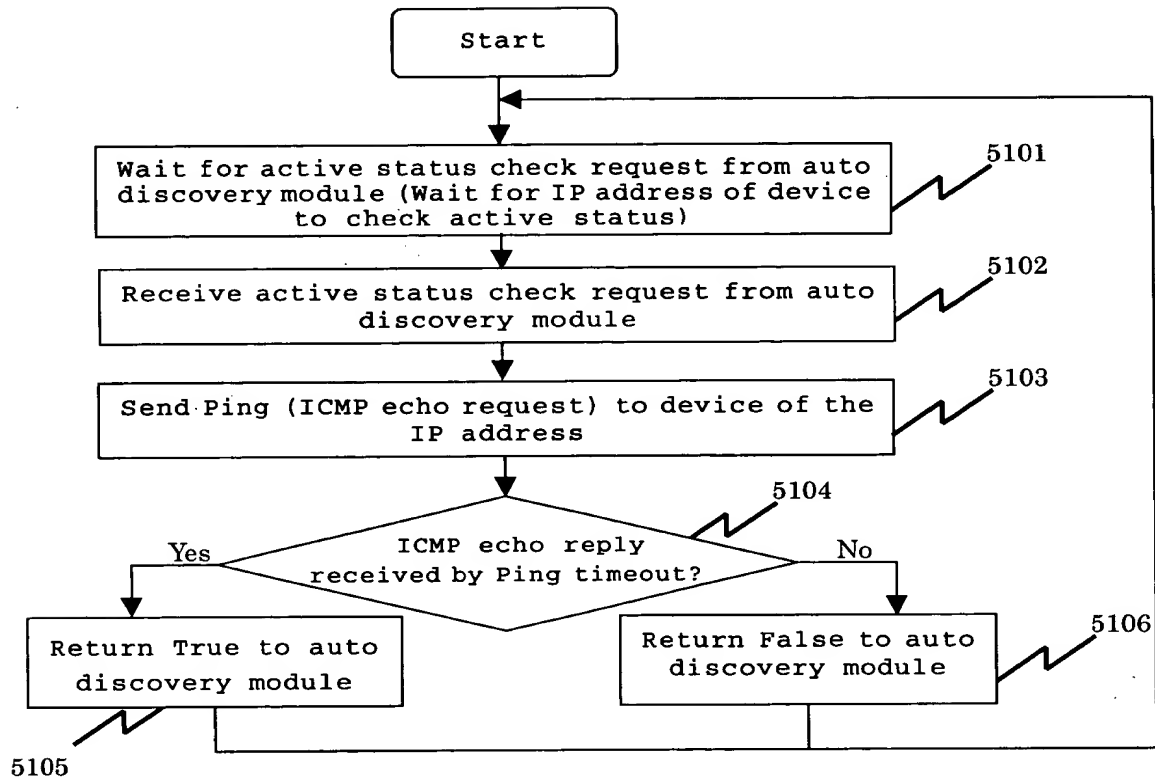 Start
Wait for active status check request from auto
discovery module (Wait for IP address of device
to check active status)
5101
Receive active status check request from auto
discovery module
5102
Send Ping (ICMP echo request) to device of the
IP address
5103
ICMP echo reply
received by Ping timeout?
5104
Yes
No
Return True to auto
discovery module
5105
Return False to auto
discovery module
5106